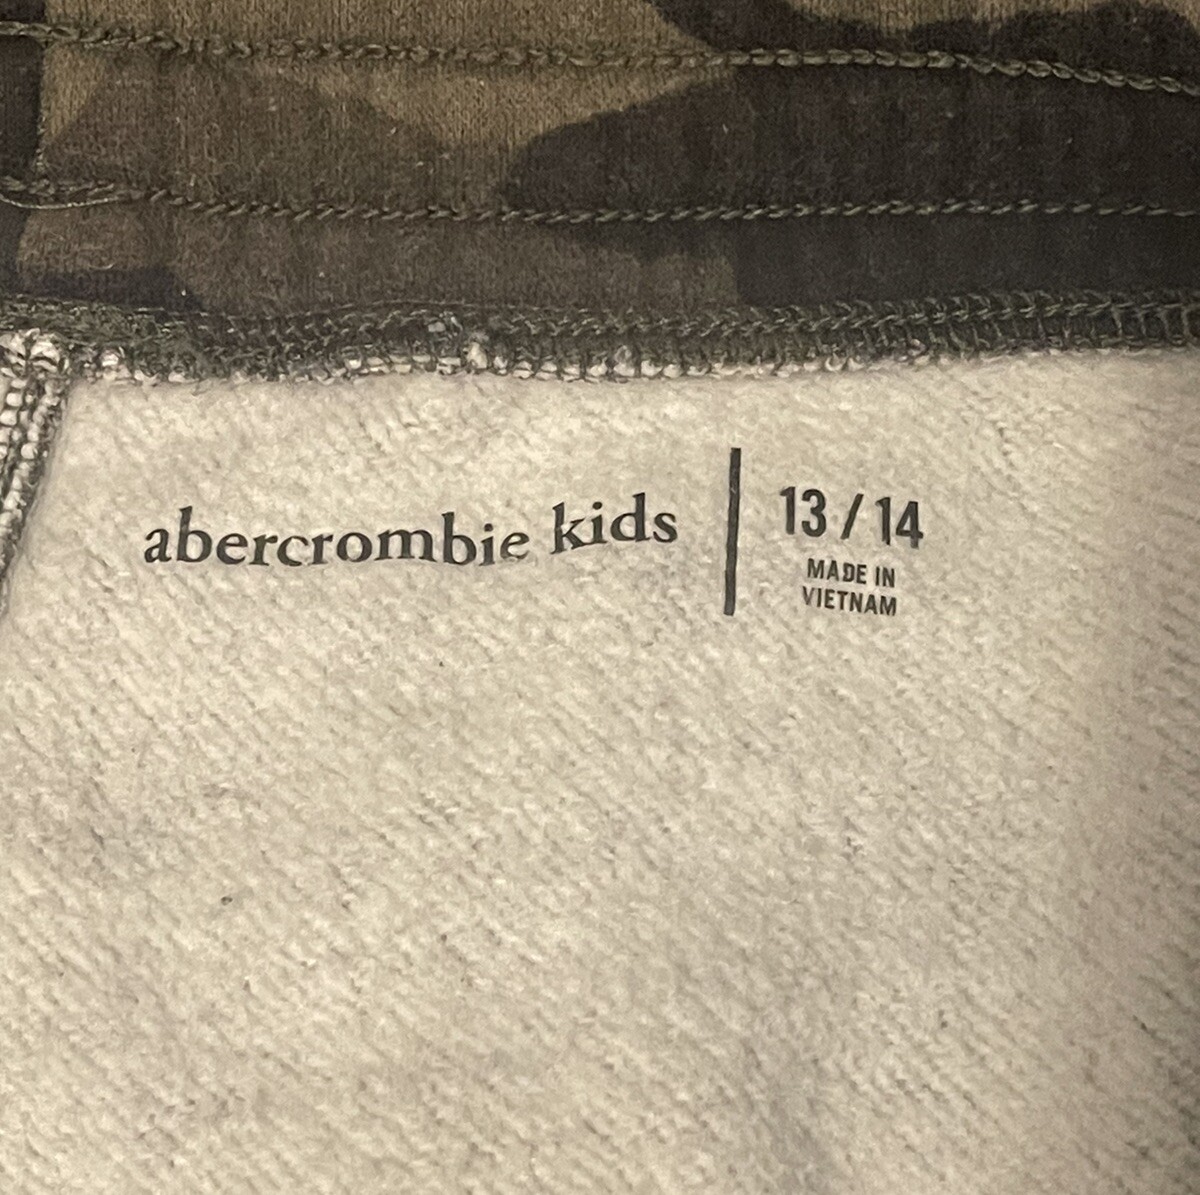 abercrombie kids
13/14
MADE IN
VIETNAM